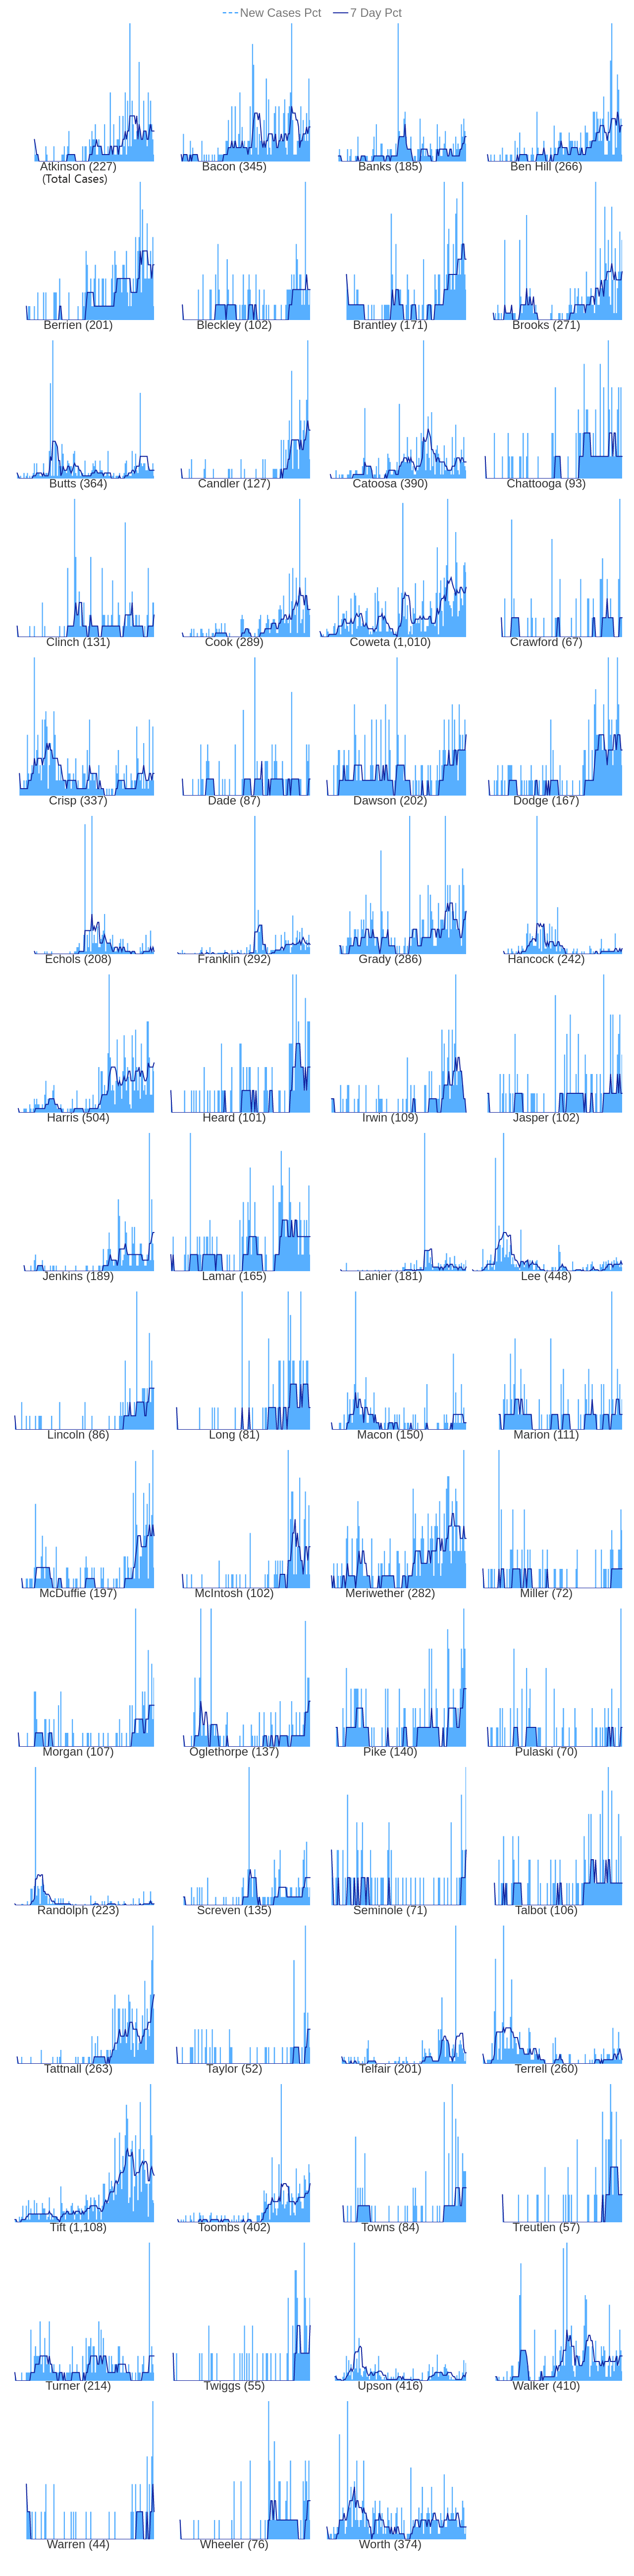 New Cases Pct 7 Day Pct
Atkinson (227) Bacon (345) Banks (185) Ben Hill (266)
(Total Cases)
Berrien (201) Bleckley (102) Brantley (171) Brooks (271)
Butts (364) Candler (127) Catoosa (390) Chattooga (93)
Clinch (131) Cook (289) Coweta (1,010) Crawford (67)
Crisp (337) Dade (87) Dawson (202) Dodge (167)
Echols (208) Franklin (292) Grady (286) Hancock (242)
Harris (504) Heard (101) Irwin (109) Jasper (102)
Jenkins (189) Lamar (165) Lanier (181) Lee (448)
Lincoln (86) Long (81) Macon (150) Marion (111)
McDuffie (197) McIntosh (102) Meriwether (282) Miller (72)
Morgan (107) Oglethorpe (137) Pike (140) Pulaski (70)
Randolph (223) Screven (135) Seminole (71) Talbot (106)
Tattnall (263) Taylor (52) Telfair (201) Terrell (260)
Tift (1,108) Toombs (402) Towns (84) Treutlen (57)
Turner (214) Twiggs (55) Upson (416) Walker (410)
Warren (44) Wheeler (76) Worth (374)